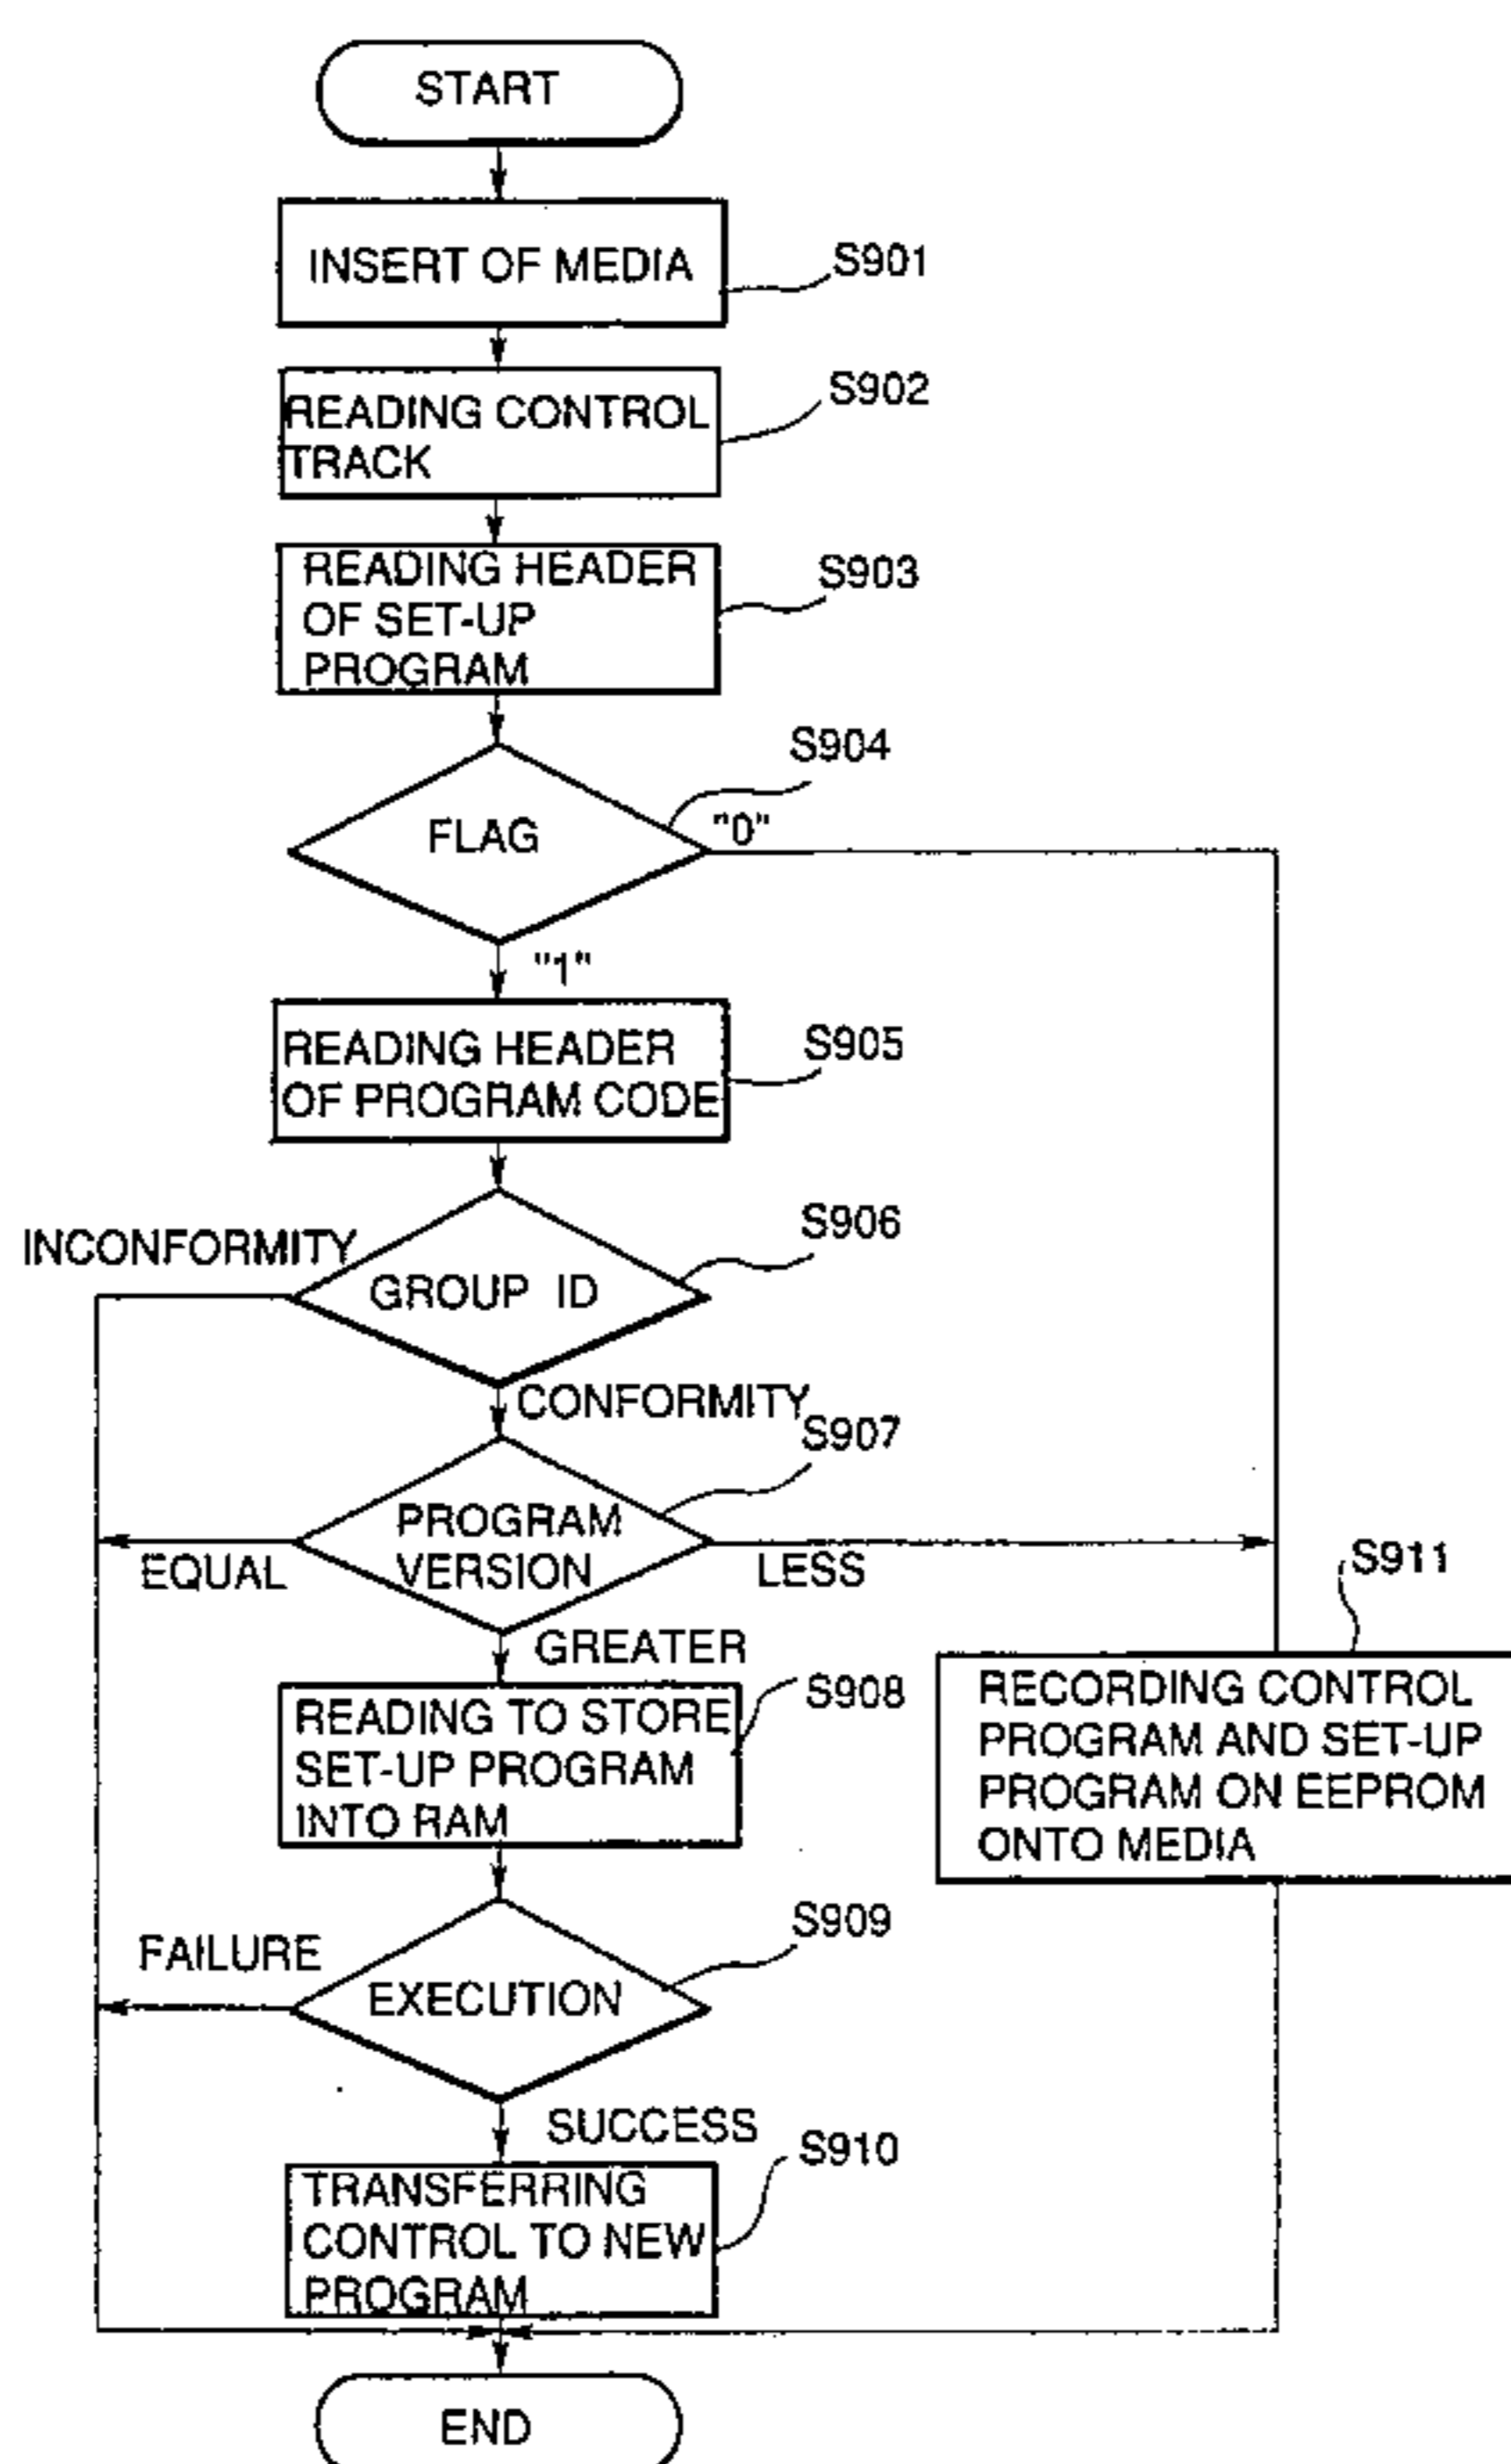 START
INSERT OF MEDIA
S901
READING CONTROL
TRACK
S902
READING HEADER
OF SET-UP
PROGRAM
S903
FLAG
S904
"0"
"1"
READING HEADER
OF PROGRAM CODE
S905
INCONFORMITY
GROUP ID
S906
CONFORMITY
PROGRAM
VERSION
S907
EQUAL
LESS
GREATER
READING TO STORE
SET-UP PROGRAM
INTO RAM
S908
S911
RECORDING CONTROL
PROGRAM AND SET-UP
PROGRAM ON EEPROM
ONTO MEDIA
FAILURE
EXECUTION
S909
SUCCESS
TRANSFERRING
CONTROL TO NEW
PROGRAM
S910
END